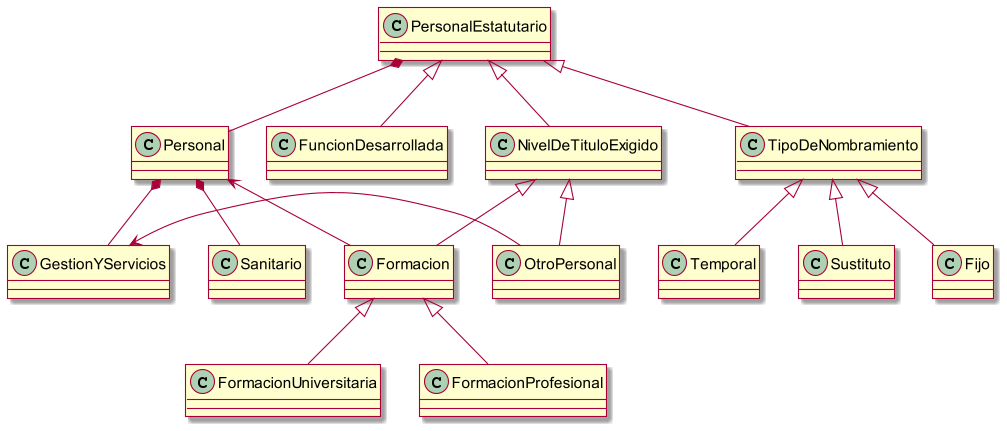 C PersonalEstatutario
C Personal
C FuncionDesarrollada
C NivelDeTituloExigido
C TipoDeNombramiento
C GestionYServicios
C Sanitario
C Formacion
C OtroPersonal
C Temporal
C Sustituto
C Fijo
C FormacionUniversitaria
C FormacionProfesional